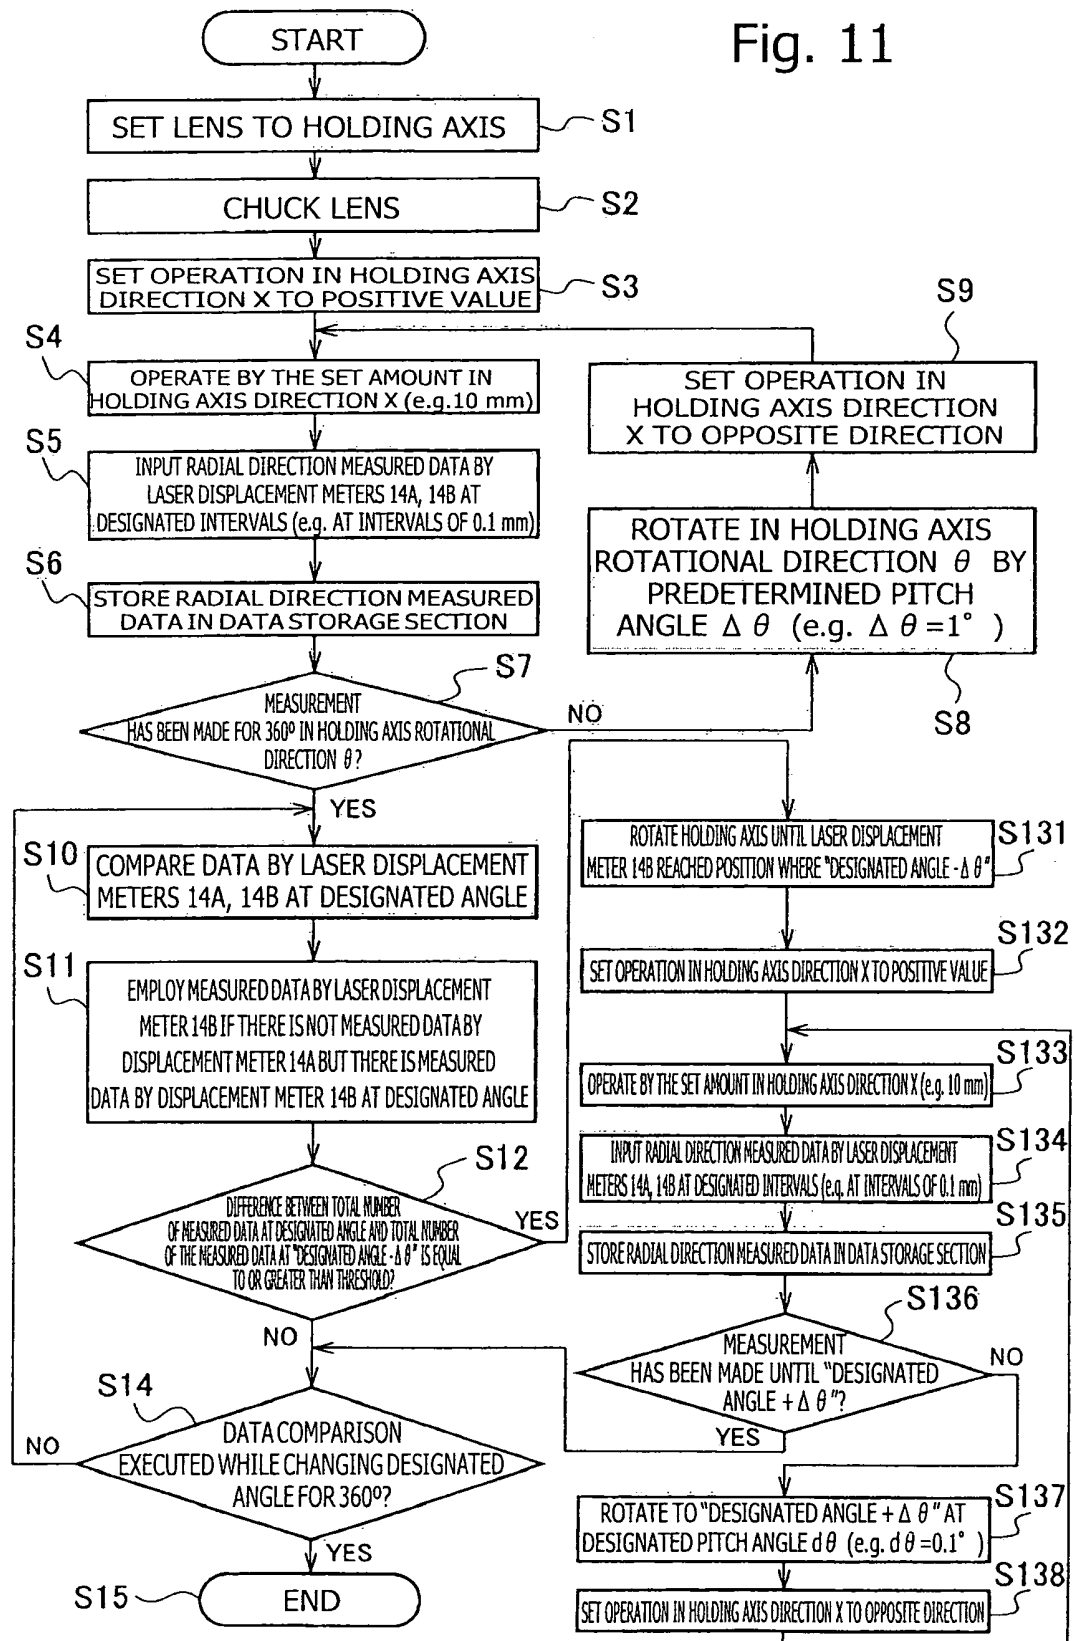 Fig. 11
START
SET LENS TO HOLDING AXIS
S1
CHUCK LENS
S2
SET OPERATION IN HOLDING AXIS
DIRECTION X TO POSITIVE VALUE
S3
S4
OPERATE BY THE SET AMOUNT IN
HOLDING AXIS DIRECTION X (e.g.10 mm)
S5
INPUT RADIAL DIRECTION MEASURED DATA BY
LASER DISPLACEMENT METERS 14A, 14B AT
DESIGNATED INTERVALS (e.g. AT INTERVALS OF 0.1 mm)
S6
STORE RADIAL DIRECTION MEASURED
DATA IN DATA STORAGE SECTION
S7
MEASUREMENT
HAS BEEN MADE FOR 360º IN HOLDING AXIS ROTATIONAL
DIRECTION θ?
NO
YES
S9
SET OPERATION IN
HOLDING AXIS DIRECTION
X TO OPPOSITE DIRECTION
ROTATE IN HOLDING AXIS
ROTATIONAL DIRECTION θ BY
PREDETERMINED PITCH
ANGLE Δ θ (e.g. Δ θ =1° )
S8
S10
COMPARE DATA BY LASER DISPLACEMENT
METERS 14A, 14B AT DESIGNATED ANGLE
S11
EMPLOY MEASURED DATA BY LASER DISPLACEMENT
METER 14B IF THERE IS NOT MEASURED DATA BY
DISPLACEMENT METER 14A BUT THERE IS MEASURED
DATA BY DISPLACEMENT METER 14B AT DESIGNATED ANGLE
S12
DIFFERENCE BETWEEN TOTAL NUMBER
OF MEASURED DATA AT DESIGNATED ANGLE AND TOTAL NUMBER
OF THE MEASURED DATA AT "DESIGNATED ANGLE - Δ θ" IS EQUAL
TO OR GREATER THAN THRESHOLD?
YES
NO
S14
DATA COMPARISON
EXECUTED WHILE CHANGING DESIGNATED
ANGLE FOR 360º?
NO
YES
S15
END
ROTATE HOLDING AXIS UNTIL LASER DISPLACEMENT
METER 14B REACHED POSITION WHERE "DESIGNATED ANGLE - Δ θ"
S131
SET OPERATION IN HOLDING AXIS DIRECTION X TO POSITIVE VALUE
S132
S133
OPERATE BY THE SET AMOUNT IN HOLDING AXIS DIRECTION X (e.g. 10 mm)
S134
INPUT RADIAL DIRECTION MEASURED DATA BY LASER DISPLACEMENT
METERS 14A, 14B AT DESIGNATED INTERVALS (e.g. AT INTERVALS OF 0.1 mm)
S135
STORE RADIAL DIRECTION MEASURED DATA IN DATA STORAGE SECTION
S136
MEASUREMENT
HAS BEEN MADE UNTIL "DESIGNATED
ANGLE + Δ θ"?
NO
YES
S137
ROTATE TO "DESIGNATED ANGLE + Δ θ" AT
DESIGNATED PITCH ANGLE d θ (e.g. d θ =0.1° )
S138
SET OPERATION IN HOLDING AXIS DIRECTION X TO OPPOSITE DIRECTION